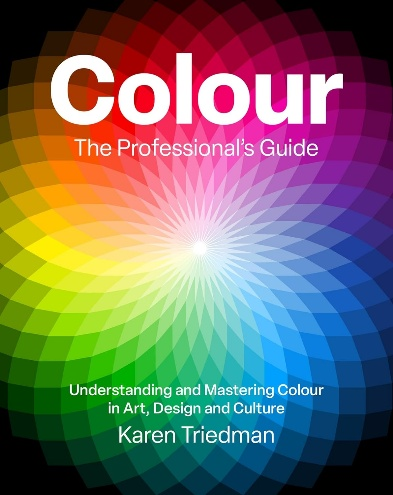 Colour
The Professional's Guide
Understanding and Mastering Colour
in Art, Design and Culture
Karen Triedman